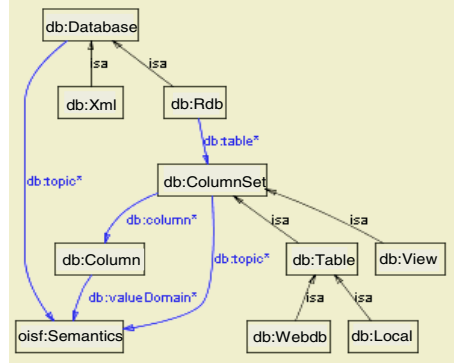 db:Database
isa
isa
db:Xml
db:Rdb
db:table*
db:topic*
db:ColumnSet
db:column*
isa
isa
db:Column
db:topic*
db:Table
db:View
db:valueDomain*
isa
isa
oisf:Semantics
db:Webdb
db:Local